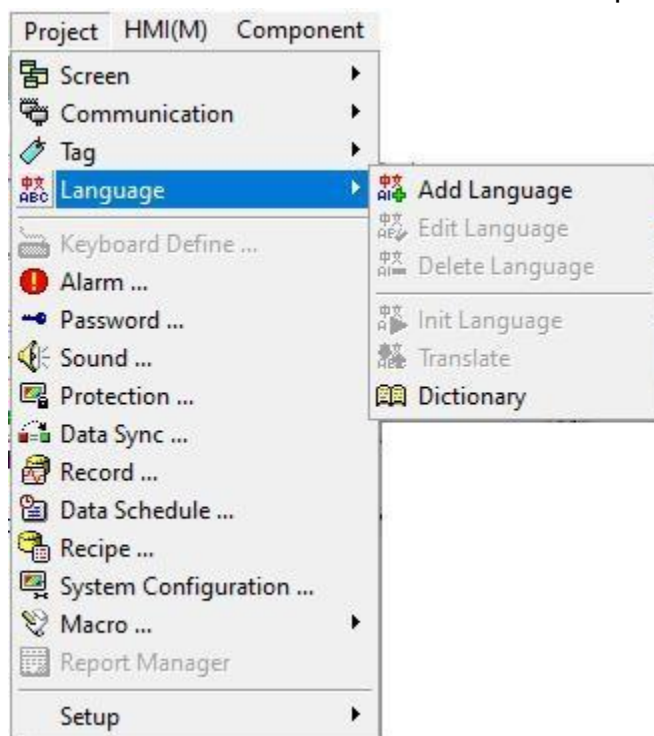 Project HMI(M) Component
Screen
Communication
Tag
Language
Keyboard Define ...
Alarm ...
Password ...
Sound ...
Protection ...
Data Sync ...
Record ...
Data Schedule ...
Recipe ...
System Configuration ...
Macro ...
Report Manager
Setup
Add Language
Edit Language
Delete Language
Init Language
Translate
Dictionary